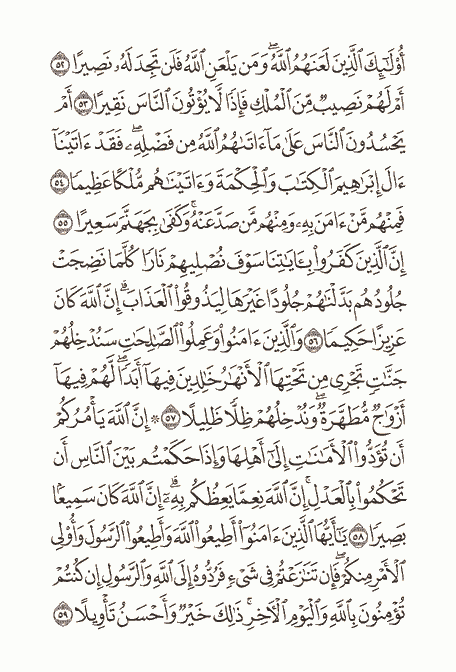 أُوْلَٰٓئِكَ ٱلَّذِينَ لَعَنَهُمُ ٱللَّهُۖ وَمَن يَلْعَنِ ٱللَّهُ فَلَن تَجِدَ لَهُۥ نَصِيرًا ٥٢
أَمْ لَهُمْ نَصِيبٌ مِّنَ ٱلْمُلْكِ فَإِذًا لَّا يُؤْتُونَ ٱلنَّاسَ نَقِيرًا ٥٣ أَمْ
يَحْسُدُونَ ٱلنَّاسَ عَلَىٰ مَآ ءَاتَىٰهُمُ ٱللَّهُ مِن فَضْلِهِۦۖ فَقَدْ ءَاتَيْنَآ
ءَالَ إِبْرَٰهِيمَ ٱلْكِتَٰبَ وَٱلْحِكْمَةَ وَءَاتَيْنَٰهُم مُّلْكًا عَظِيمًا ٥٤
فَمِنْهُم مَّنْ ءَامَنَ بِهِۦ وَمِنْهُم مَّن صَدَّ عَنْهُۚ وَكَفَىٰ بِجَهَنَّمَ سَعِيرًا ٥٥
إِنَّ ٱلَّذِينَ كَفَرُوا۟ بِـَٔايَٰتِنَا سَوْفَ نُصْلِيهِمْ نَارًا كُلَّمَا نَضِجَتْ
جُلُودُهُم بَدَّلْنَٰهُمْ جُلُودًا غَيْرَهَا لِيَذُوقُوا۟ ٱلْعَذَابَۗ إِنَّ ٱللَّهَ كَانَ
عَزِيزًا حَكِيمًا ٥٦ وَٱلَّذِينَ ءَامَنُوا۟ وَعَمِلُوا۟ ٱلصَّٰلِحَٰتِ سَنُدْخِلُهُمْ
جَنَّٰتٍ تَجْرِى مِن تَحْتِهَا ٱلْأَنْهَٰرُ خَٰلِدِينَ فِيهَآ أَبَدًاۖ لَّهُمْ فِيهَآ
أَزْوَٰجٌ مُّطَهَّرَةٌۖ وَنُدْخِلُهُمْ ظِلًّا ظَلِيلًا ٥٧ ۞ إِنَّ ٱللَّهَ يَأْمُرُكُمْ
أَن تُؤَدُّوا۟ ٱلْأَمَٰنَٰتِ إِلَىٰٓ أَهْلِهَا وَإِذَا حَكَمْتُم بَيْنَ ٱلنَّاسِ أَن
تَحْكُمُوا۟ بِٱلْعَدْلِۚ إِنَّ ٱللَّهَ نِعِمَّا يَعِظُكُم بِهِۦٓۗ إِنَّ ٱللَّهَ كَانَ سَمِيعًۢا
بَصِيرًا ٥٨ يَٰٓأَيُّهَا ٱلَّذِينَ ءَامَنُوٓا۟ أَطِيعُوا۟ ٱللَّهَ وَأَطِيعُوا۟ ٱلرَّسُولَ وَأُو۟لِى
ٱلْأَمْرِ مِنكُمْۖ فَإِن تَنَٰزَعْتُمْ فِى شَىْءٍ فَرُدُّوهُ إِلَى ٱللَّهِ وَٱلرَّسُولِ إِن كُنتُمْ
تُؤْمِنُونَ بِٱللَّهِ وَٱلْيَوْمِ ٱلْءَاخِرِۚ ذَٰلِكَ خَيْرٌ وَأَحْسَنُ تَأْوِيلًا ٥٩